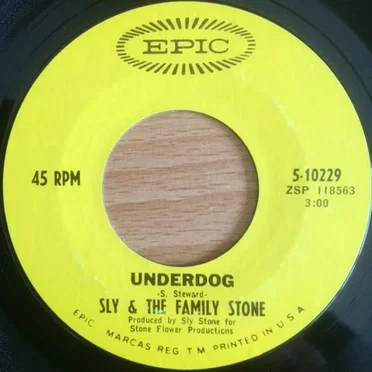 EPIC
45 RPM
5-10229
ZSP 118563
3:00
UNDERDOG
-S. Steward-
SLY & THE FAMILY STONE
Produced by Sly Stone for
Stone Flower Productions
EPIC. MARCAS REG T M PRINTED IN U.S.A